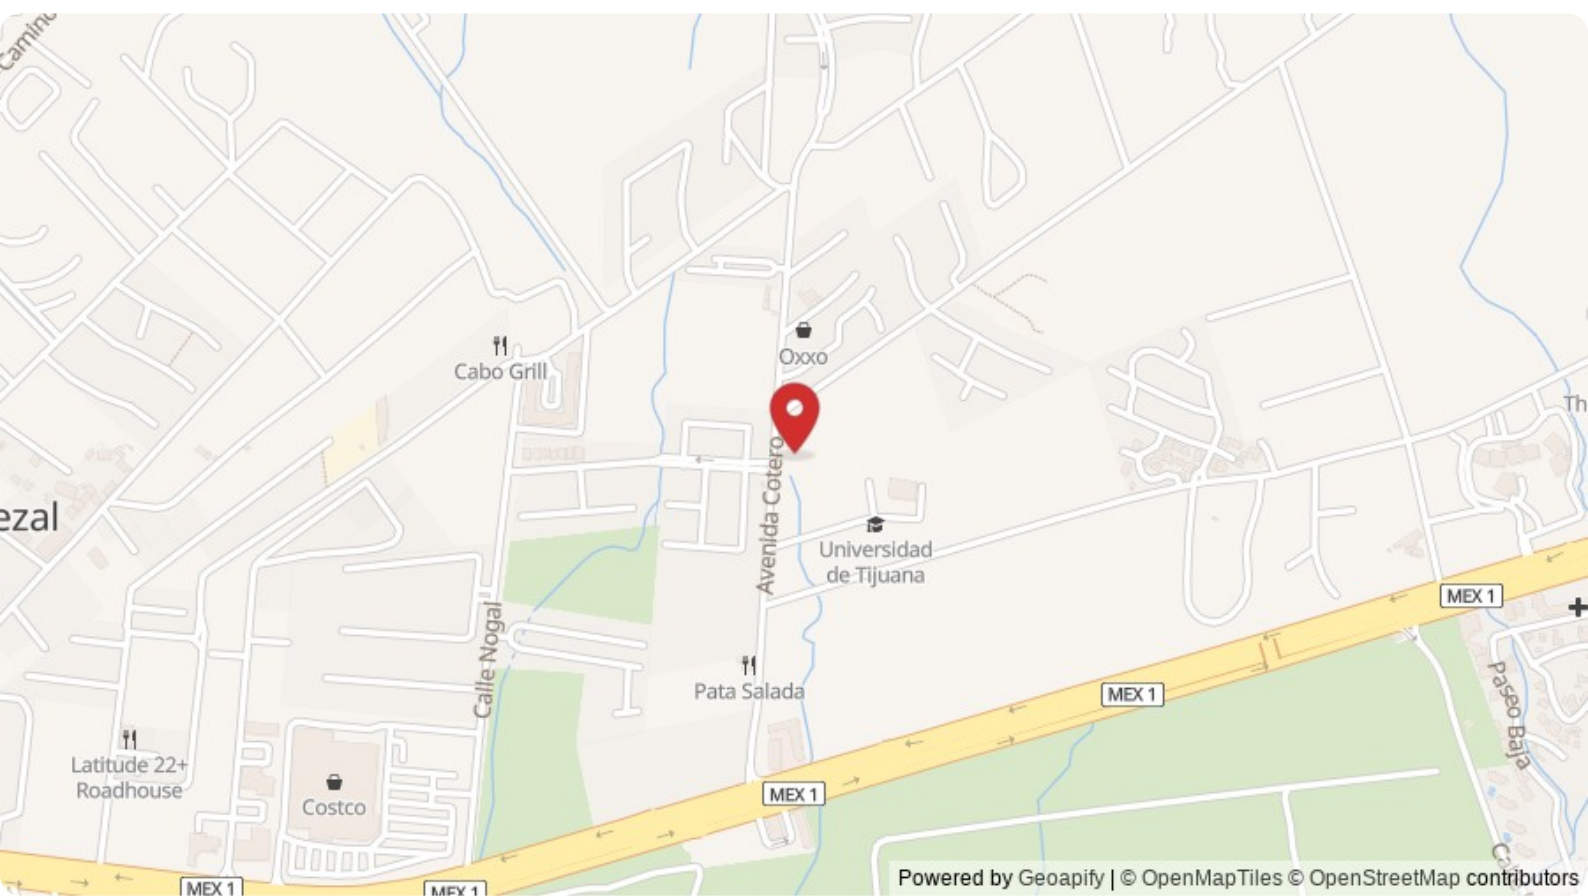 Camino
Cabo Grill
Oxxo
Avenida Cotero
Th
ezal
Universidad
de Tijuana
MEX 1
Calle Nogal
Pata Salada
MEX 1
Paseo Baja
Latitude 22+
Roadhouse
Costco
MEX 1
Ca
MEX 1
MEX 1
Powered by Geoapify | © OpenMapTiles © OpenStreetMap contributors